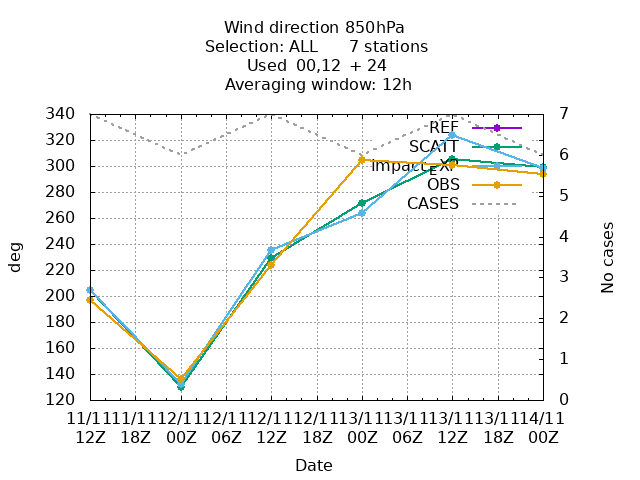 Wind direction 850hPa
Selection: ALL 7 stations
Used 00,12 + 24
Averaging window: 12h
340
320
300
280
260
240
220
200
180
160
140
120
7
6
5
4
3
2
1
0
REF
SCATT
Impact_EXP
OBS
CASES
deg
No cases
11/11 11/11 12/11 12/11 12/11 12/11 13/11 13/11 13/11 13/11 14/11
12Z 18Z 00Z 06Z 12Z 18Z 00Z 06Z 12Z 18Z 00Z
Date